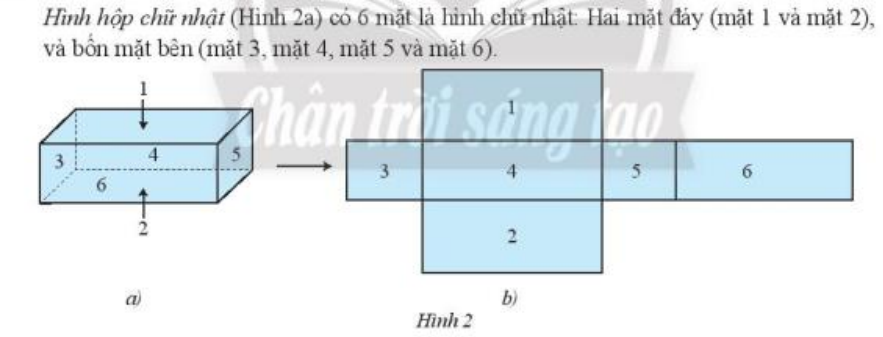 Hình hộp chữ nhật (Hình 2a) có 6 mặt là hình chữ nhật: Hai mặt đáy (mặt 1 và mặt 2),
và bốn mặt bên (mặt 3, mặt 4, mặt 5 và mặt 6).
Chân trời sáng tạo
1
3 4 5
6
2
1
3 4 5 6
2
a) b)
Hình 2